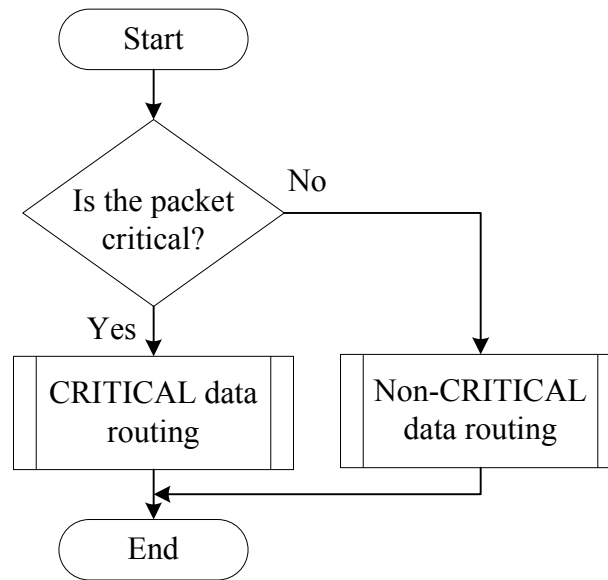 Start
Is the packet
critical?
No
Yes
CRITICAL data
routing
Non-CRITICAL
data routing
End